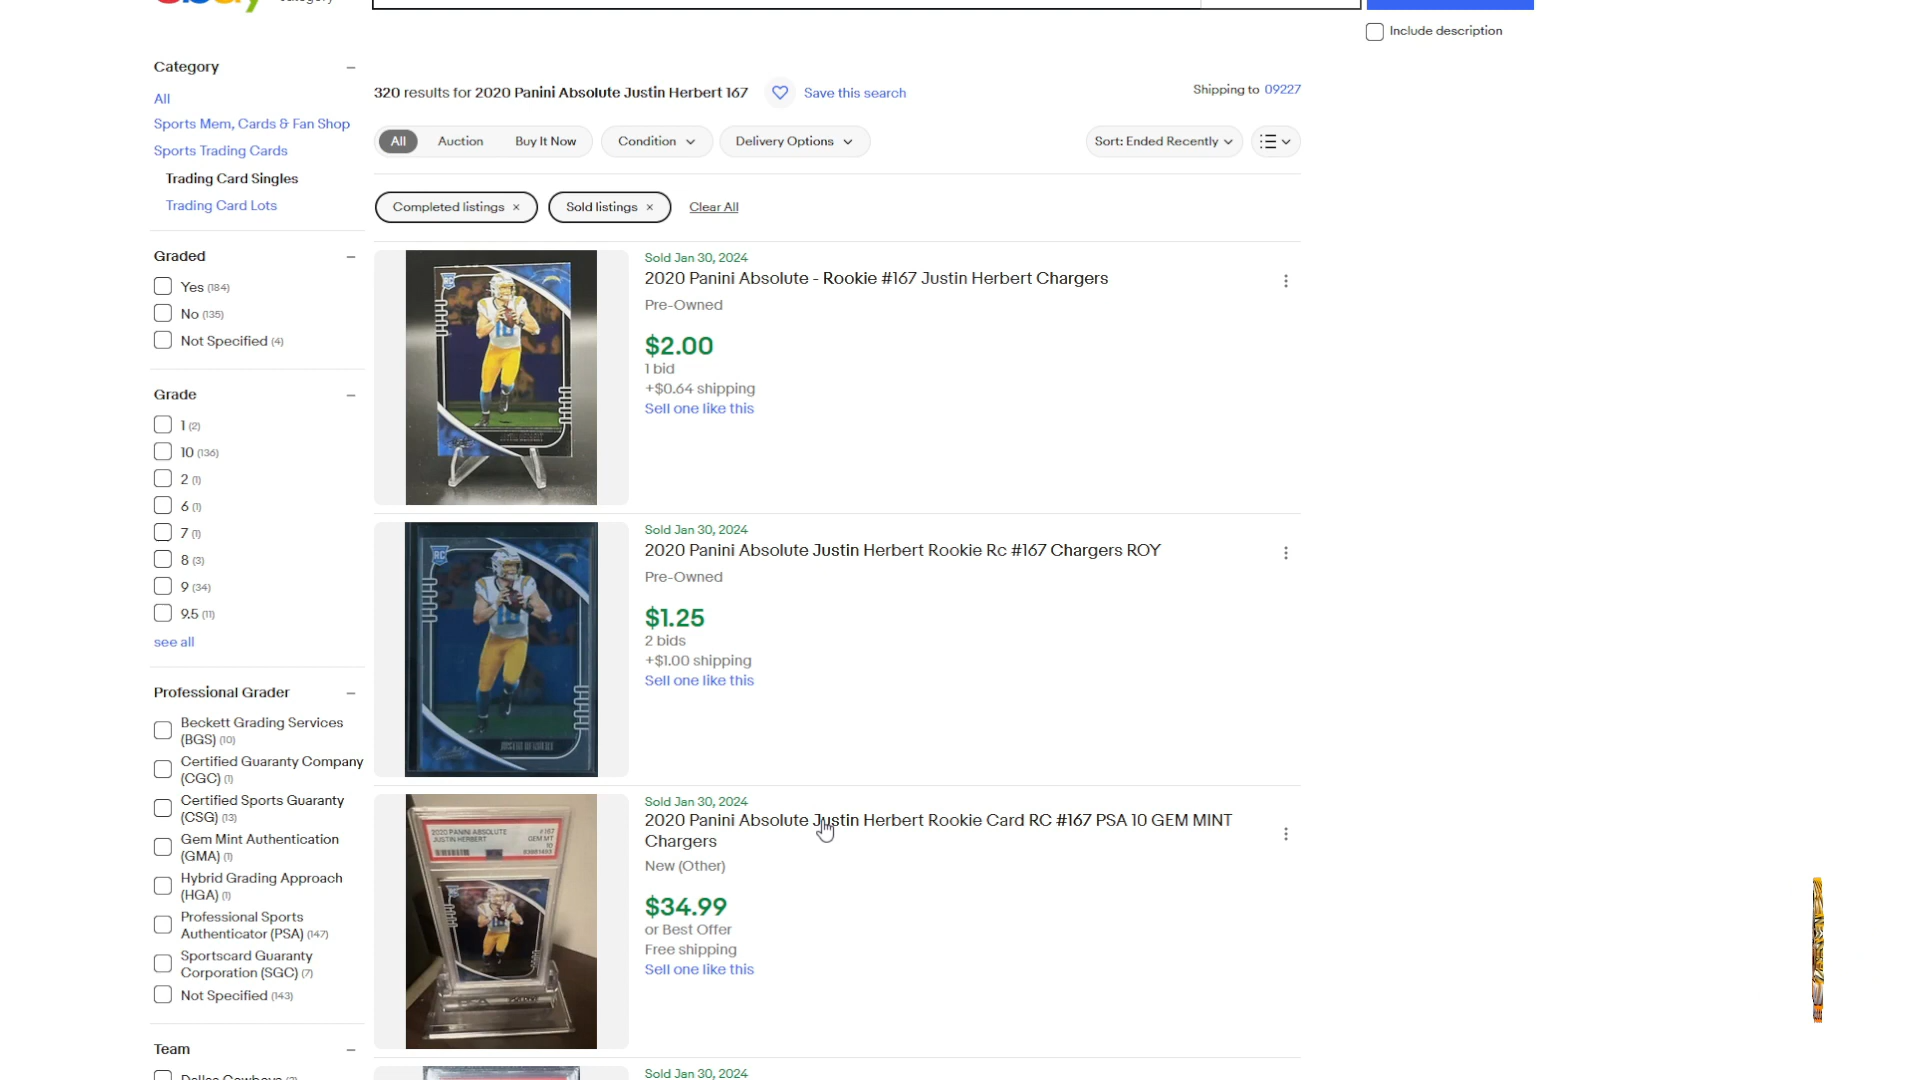 Include description
Category
All
Sports Mem, Cards & Fan Shop
Sports Trading Cards
Trading Card Singles
Trading Card Lots
Graded
Yes (184)
No (135)
Not Specified (4)
Grade
1 (2)
10 (136)
2 (1)
6 (1)
7 (1)
8 (3)
9 (34)
9.5 (11)
see all
Professional Grader
Beckett Grading Services
(BGS) (10)
Certified Guaranty Company
(CGC) (1)
Certified Sports Guaranty
(CSG) (13)
Gem Mint Authentication
(GMA) (1)
Hybrid Grading Approach
(HGA) (1)
Professional Sports
Authenticator (PSA) (147)
Sportscard Guaranty
Corporation (SGC) (7)
Not Specified (143)
Team
320 results for 2020 Panini Absolute Justin Herbert 167
Save this search
Shipping to 09227
All
Auction
Buy It Now
Condition
Delivery Options
Sort: Ended Recently
Completed listings ×
Sold listings ×
Clear All
Sold Jan 30, 2024
2020 Panini Absolute - Rookie #167 Justin Herbert Chargers
Pre-Owned
$2.00
1 bid
+$0.64 shipping
Sell one like this
Sold Jan 30, 2024
2020 Panini Absolute Justin Herbert Rookie Rc #167 Chargers ROY
Pre-Owned
$1.25
2 bids
+$1.00 shipping
Sell one like this
2020 PANINI ABSOLUTE #167
JUSTIN HERBERT GEM MT
10
Sold Jan 30, 2024
2020 Panini Absolute Justin Herbert Rookie Card RC #167 PSA 10 GEM MINT
Chargers
New (Other)
$34.99
or Best Offer
Free shipping
Sell one like this
Sold Jan 30, 2024